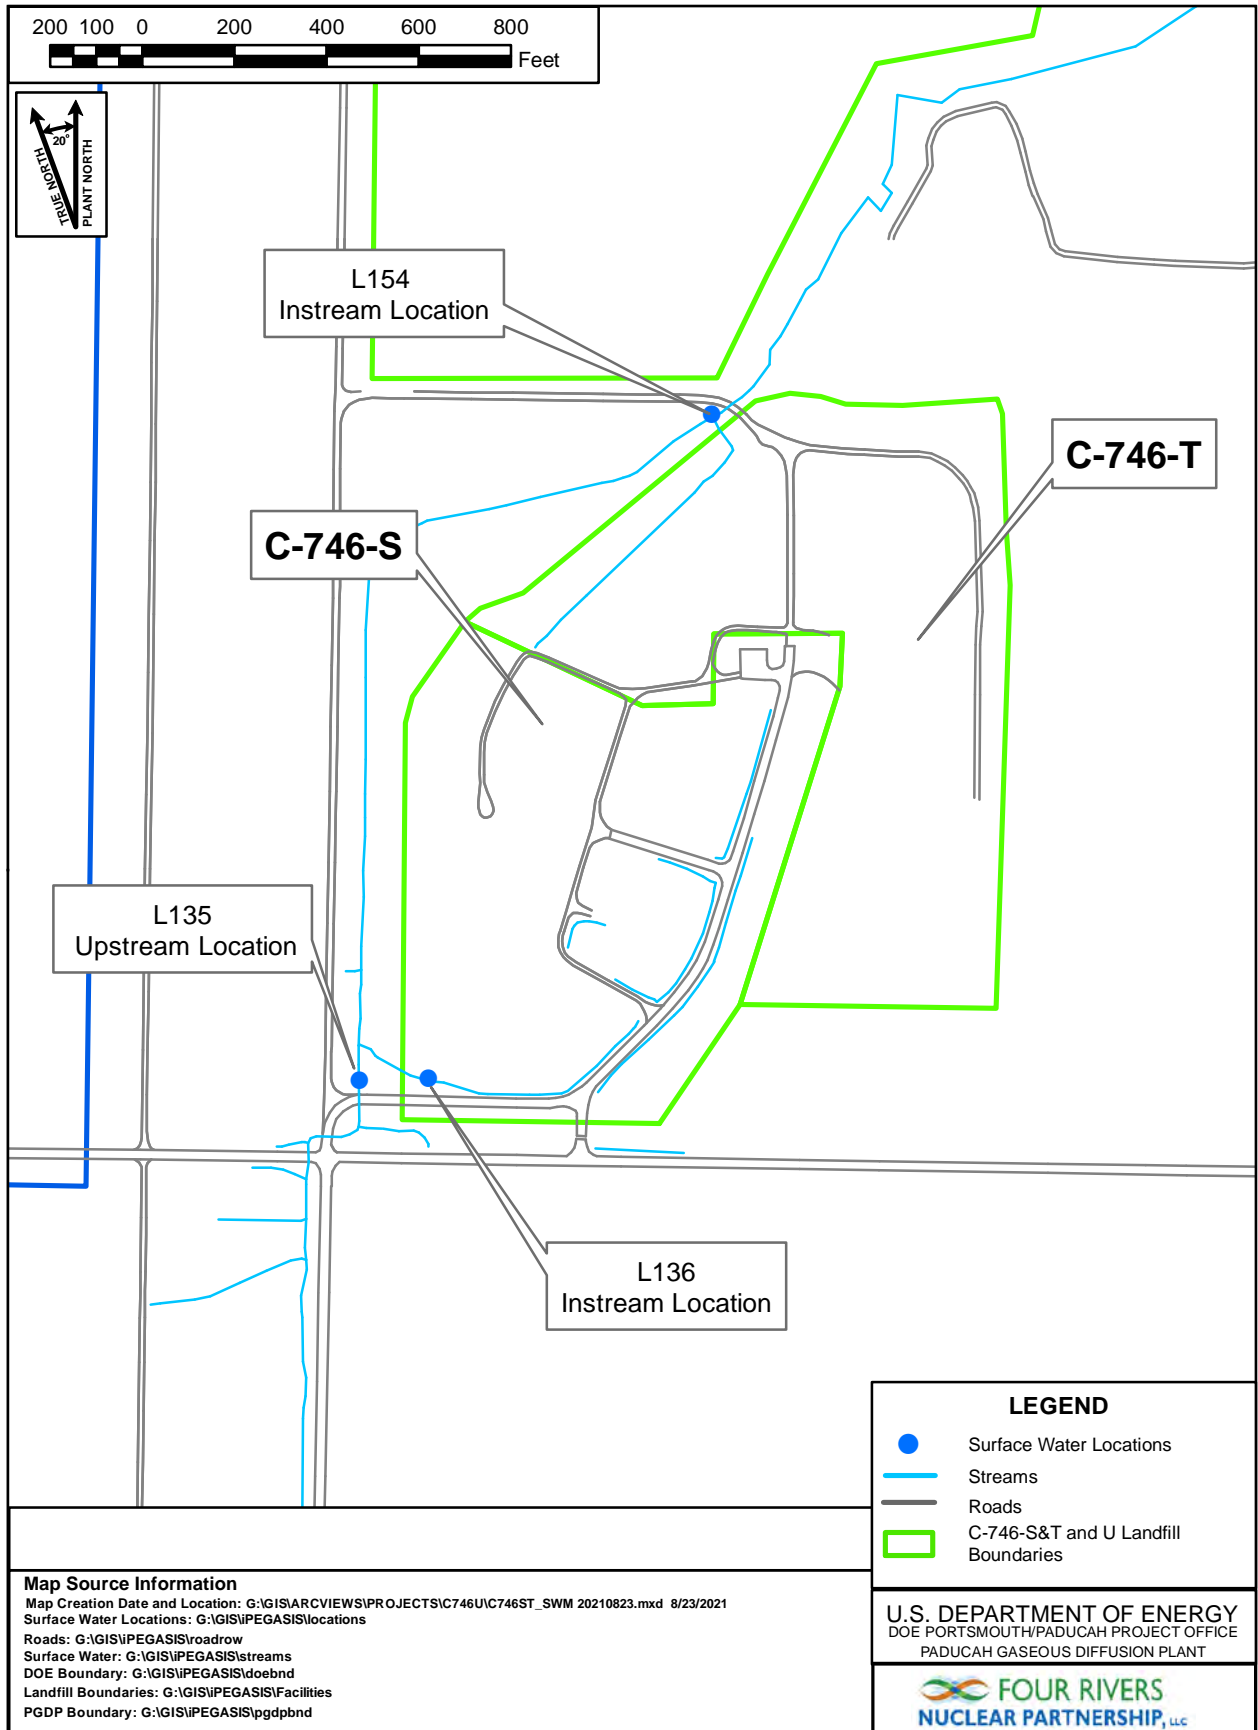 200 100 0 200 400 600 800
Feet
TRUE NORTH
20°
PLANT NORTH
L154
Instream Location
C-746-T
C-746-S
L135
Upstream Location
L136
Instream Location
LEGEND
Surface Water Locations
Streams
Roads
C-746-S&T and U Landfill
Boundaries
Map Source Information
Map Creation Date and Location: G:\GIS\ARCVIEWS\PROJECTS\C746U\C746ST_SWM 20210823.mxd 8/23/2021
Surface Water Locations: G:\GIS\iPEGASIS\locations
Roads: G:\GIS\iPEGASIS\roadrow
Surface Water: G:\GIS\iPEGASIS\streams
DOE Boundary: G:\GIS\iPEGASIS\doebnd
Landfill Boundaries: G:\GIS\iPEGASIS\Facilities
PGDP Boundary: G:\GIS\iPEGASIS\pgdpbnd
U.S. DEPARTMENT OF ENERGY
DOE PORTSMOUTH/PADUCAH PROJECT OFFICE
PADUCAH GASEOUS DIFFUSION PLANT
FOUR RIVERS
NUCLEAR PARTNERSHIP, LLC